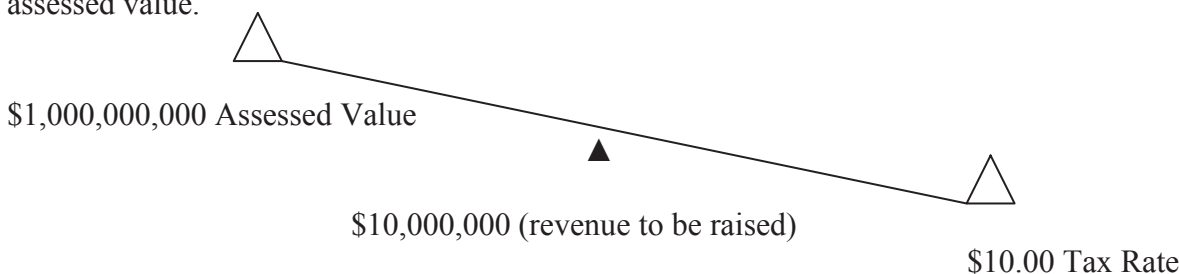 assessed value.
$1,000,000,000 Assessed Value
$10,000,000 (revenue to be raised)
$10.00 Tax Rate